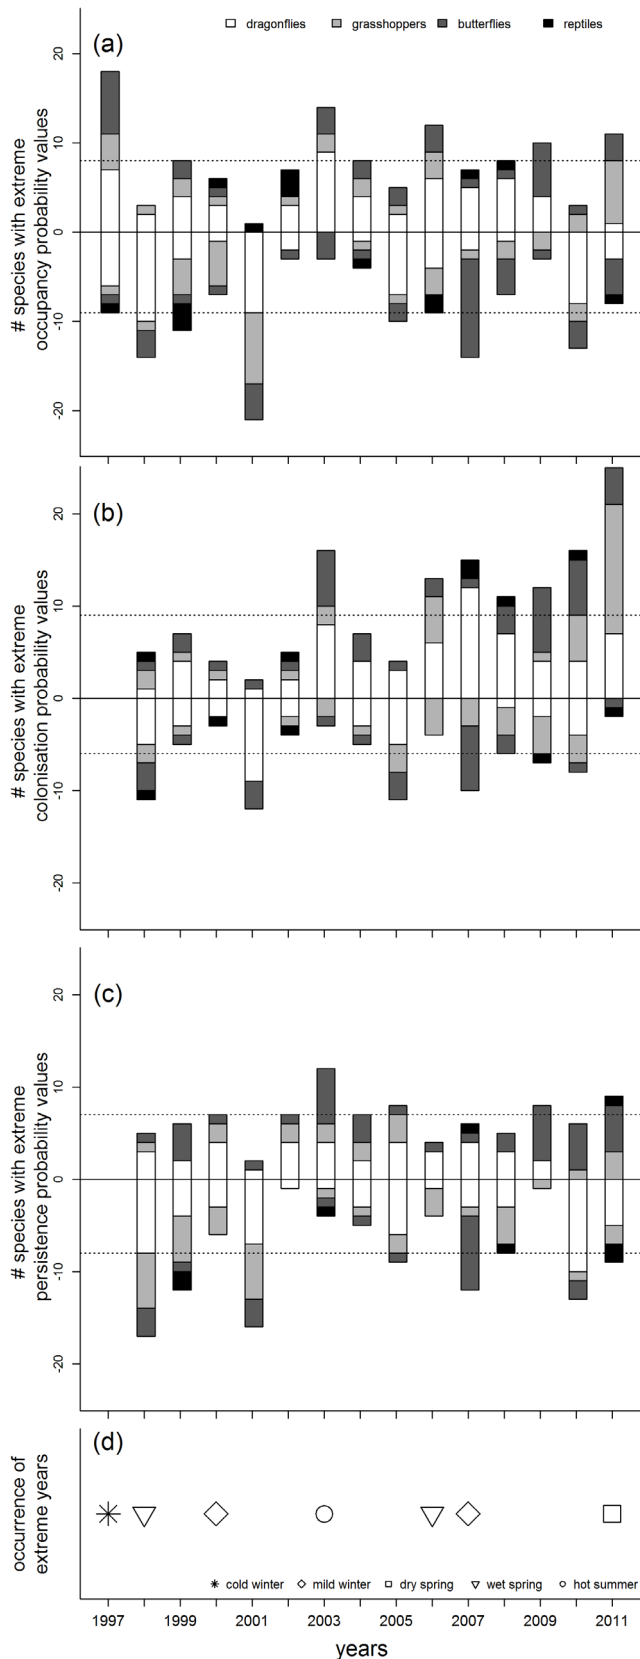 dragonflies grasshoppers butterflies reptiles
(a)
20
10
0
-10
-20
# species with extreme
occupancy probability values
(b)
20
10
0
-10
-20
# species with extreme
colonisation probability values
(c)
20
10
0
-10
-20
# species with extreme
persistence probability values
(d)
occurrence of
extreme years
cold winter mild winter dry spring wet spring hot summer
1997 1999 2001 2003 2005 2007 2009 2011
years